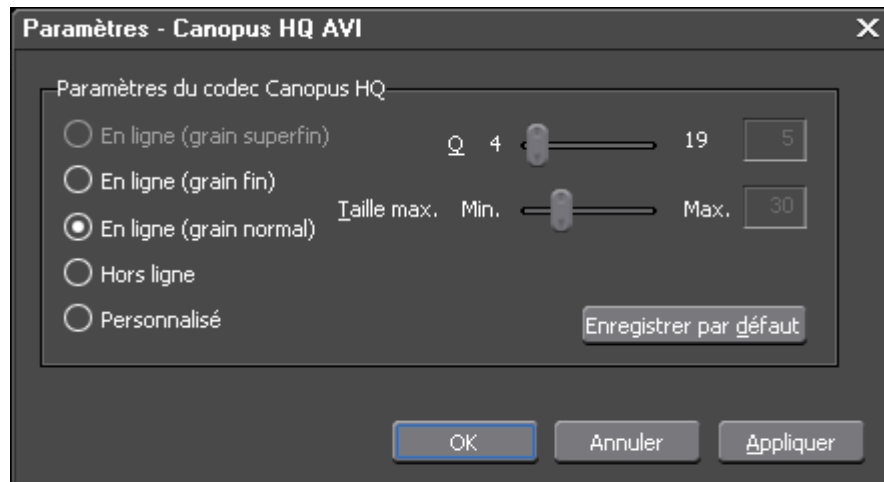 Paramètres - Canopus HQ AVI
Paramètres du codec Canopus HQ
En ligne (grain superfin)
Q 4 19 5
En ligne (grain fin)
En ligne (grain normal)
Taille max. Min. Max. 30
Hors ligne
Personnalisé
Enregistrer par défaut
OK Annuler Appliquer